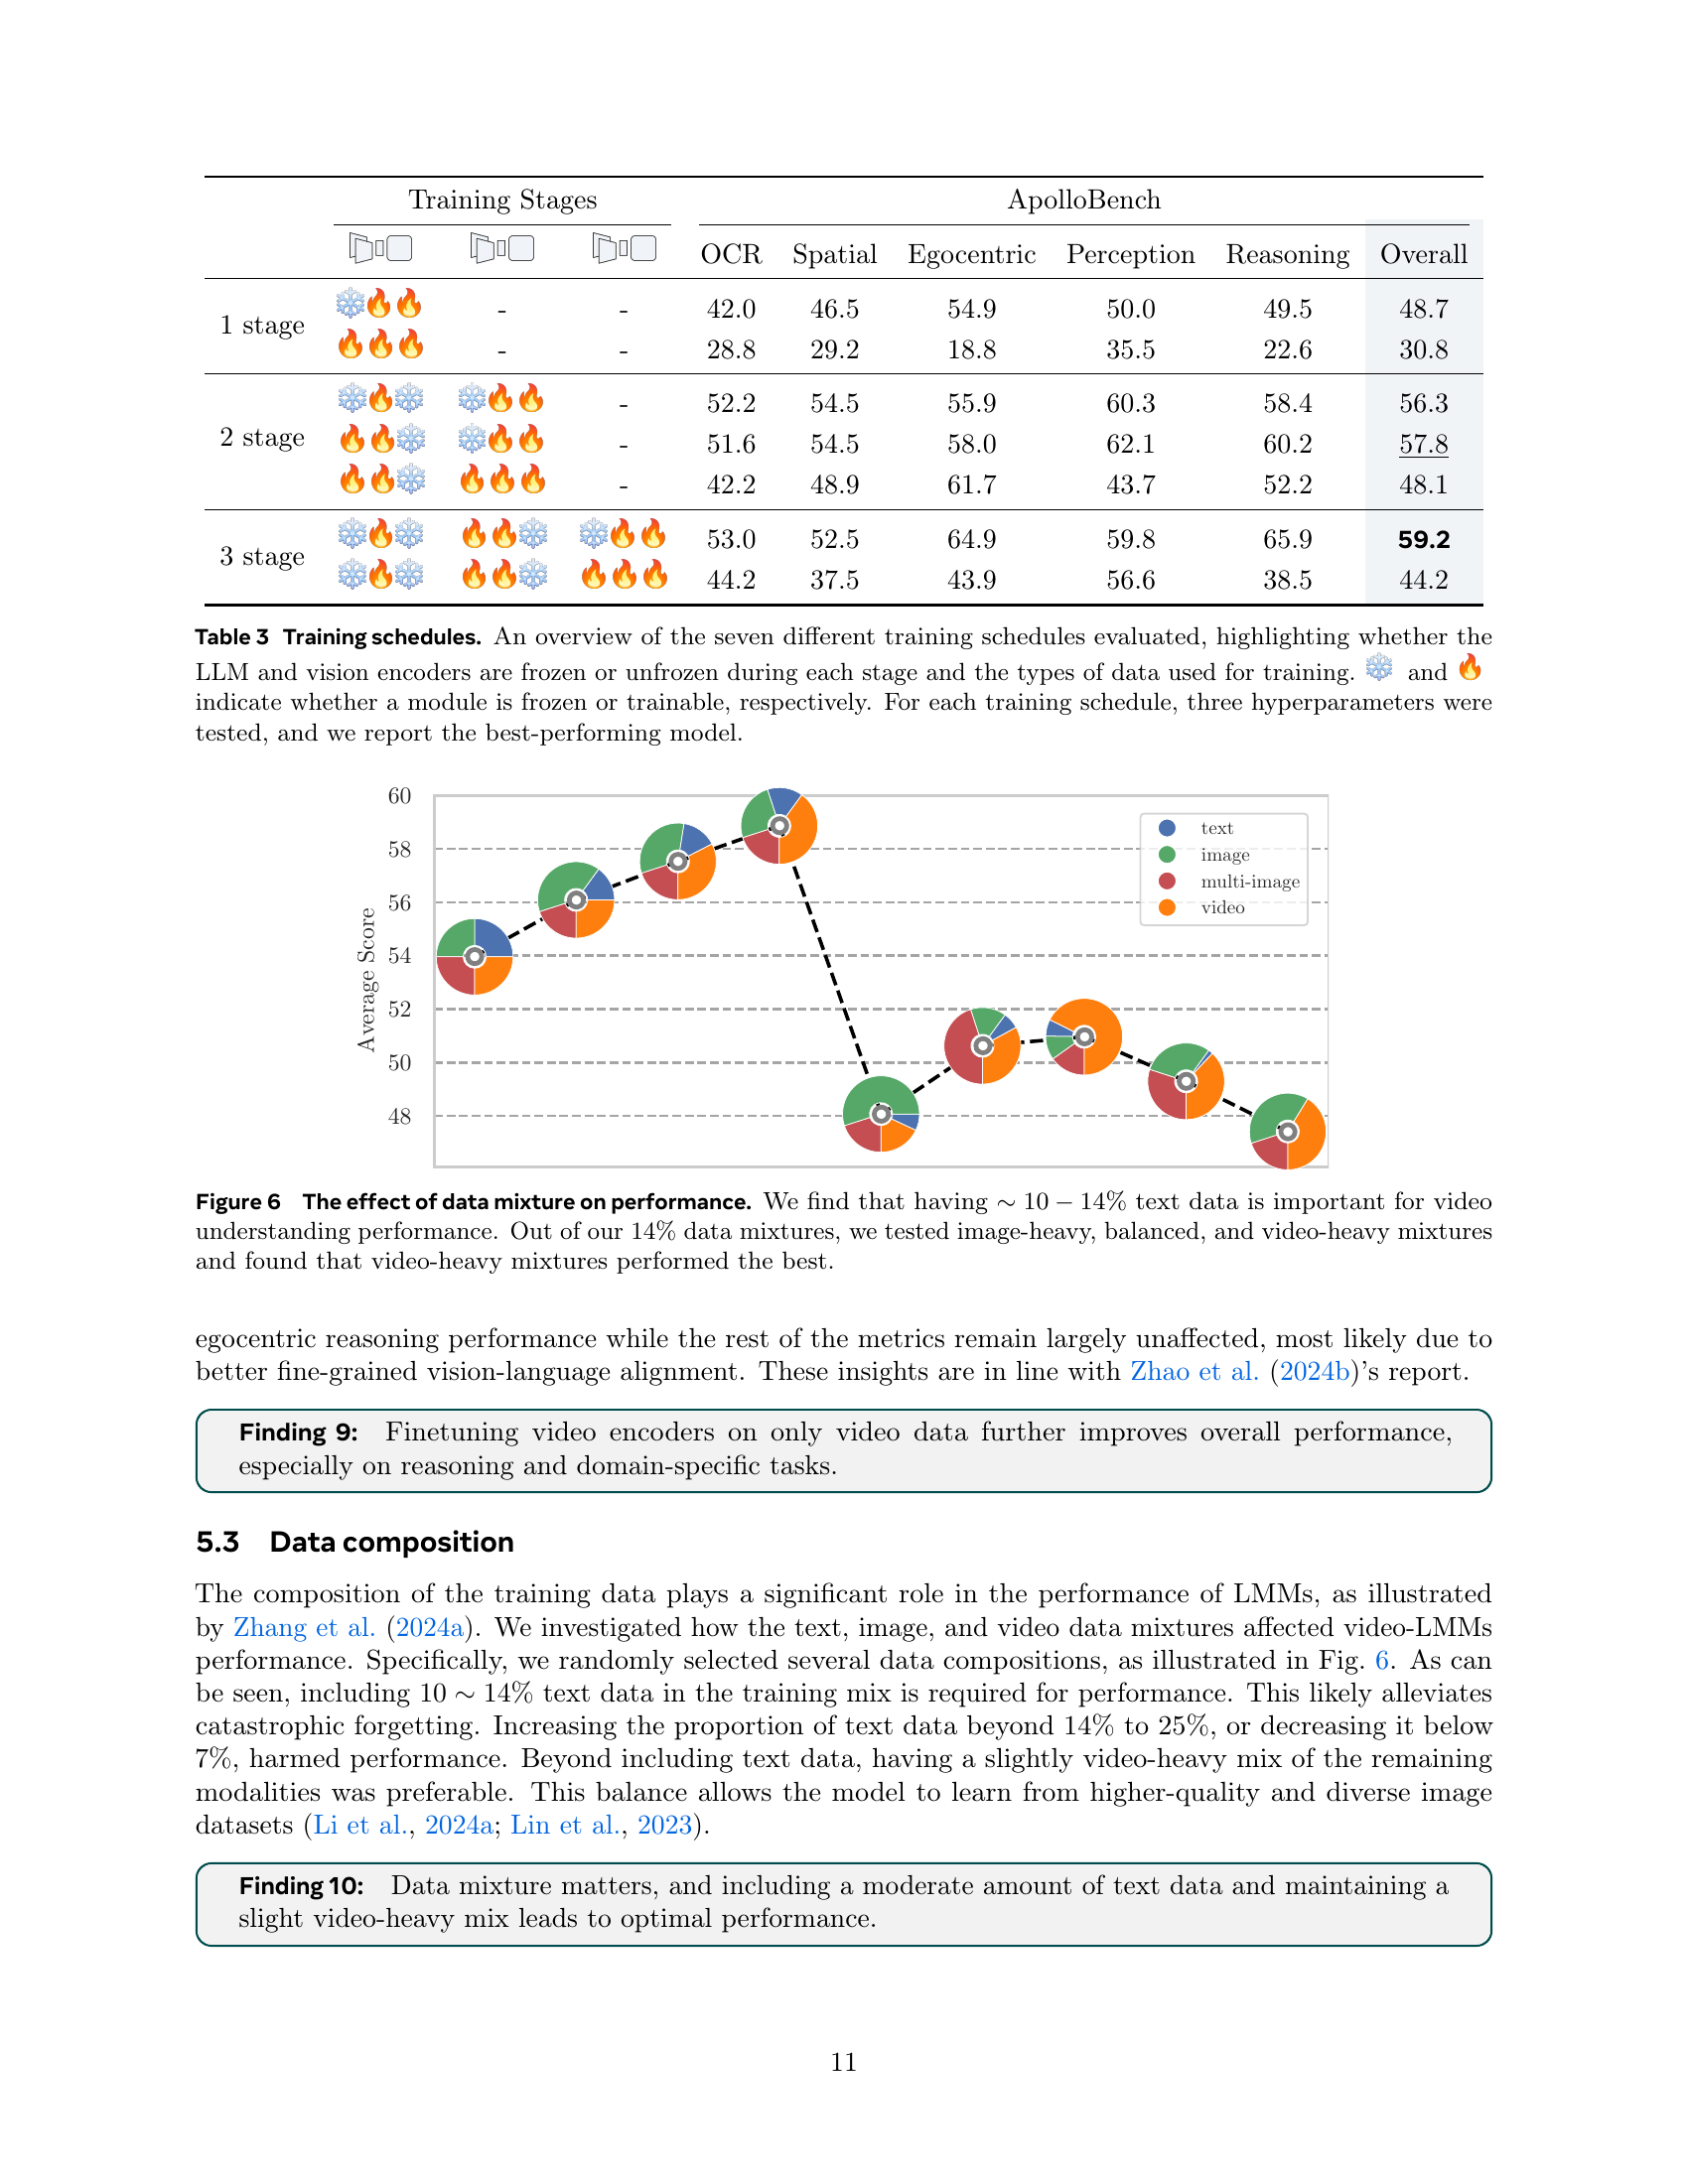 Training Stages ApolloBench
OCR Spatial Egocentric Perception Reasoning Overall
1 stage ❄🔥🔥 - - 42.0 46.5 54.9 50.0 49.5 48.7
🔥🔥🔥 - - 28.8 29.2 18.8 35.5 22.6 30.8
2 stage ❄🔥❄ ❄🔥🔥 - 52.2 54.5 55.9 60.3 58.4 56.3
🔥🔥❄ ❄🔥🔥 - 51.6 54.5 58.0 62.1 60.2 57.8
🔥🔥❄ 🔥🔥🔥 - 42.2 48.9 61.7 43.7 52.2 48.1
3 stage ❄🔥❄ 🔥🔥❄ ❄🔥🔥 53.0 52.5 64.9 59.8 65.9 59.2
❄🔥❄ 🔥🔥❄ 🔥🔥🔥 44.2 37.5 43.9 56.6 38.5 44.2
Table 3 Training schedules. An overview of the seven different training schedules evaluated, highlighting whether the
LLM and vision encoders are frozen or unfrozen during each stage and the types of data used for training. ❄ and 🔥
indicate whether a module is frozen or trainable, respectively. For each training schedule, three hyperparameters were
tested, and we report the best-performing model.
60
58
56
54
52
50
48
Average Score
text
image
multi-image
video
Figure 6 The effect of data mixture on performance. We find that having ∼ 10 − 14% text data is important for video
understanding performance. Out of our 14% data mixtures, we tested image-heavy, balanced, and video-heavy mixtures
and found that video-heavy mixtures performed the best.
egocentric reasoning performance while the rest of the metrics remain largely unaffected, most likely due to
better fine-grained vision-language alignment. These insights are in line with Zhao et al. (2024b)'s report.
Finding 9: Finetuning video encoders on only video data further improves overall performance,
especially on reasoning and domain-specific tasks.
5.3 Data composition
The composition of the training data plays a significant role in the performance of LMMs, as illustrated
by Zhang et al. (2024a). We investigated how the text, image, and video data mixtures affected video-LMMs
performance. Specifically, we randomly selected several data compositions, as illustrated in Fig. 6. As can
be seen, including 10 ∼ 14% text data in the training mix is required for performance. This likely alleviates
catastrophic forgetting. Increasing the proportion of text data beyond 14% to 25%, or decreasing it below
7%, harmed performance. Beyond including text data, having a slightly video-heavy mix of the remaining
modalities was preferable. This balance allows the model to learn from higher-quality and diverse image
datasets (Li et al., 2024a; Lin et al., 2023).
Finding 10: Data mixture matters, and including a moderate amount of text data and maintaining a
slight video-heavy mix leads to optimal performance.
11